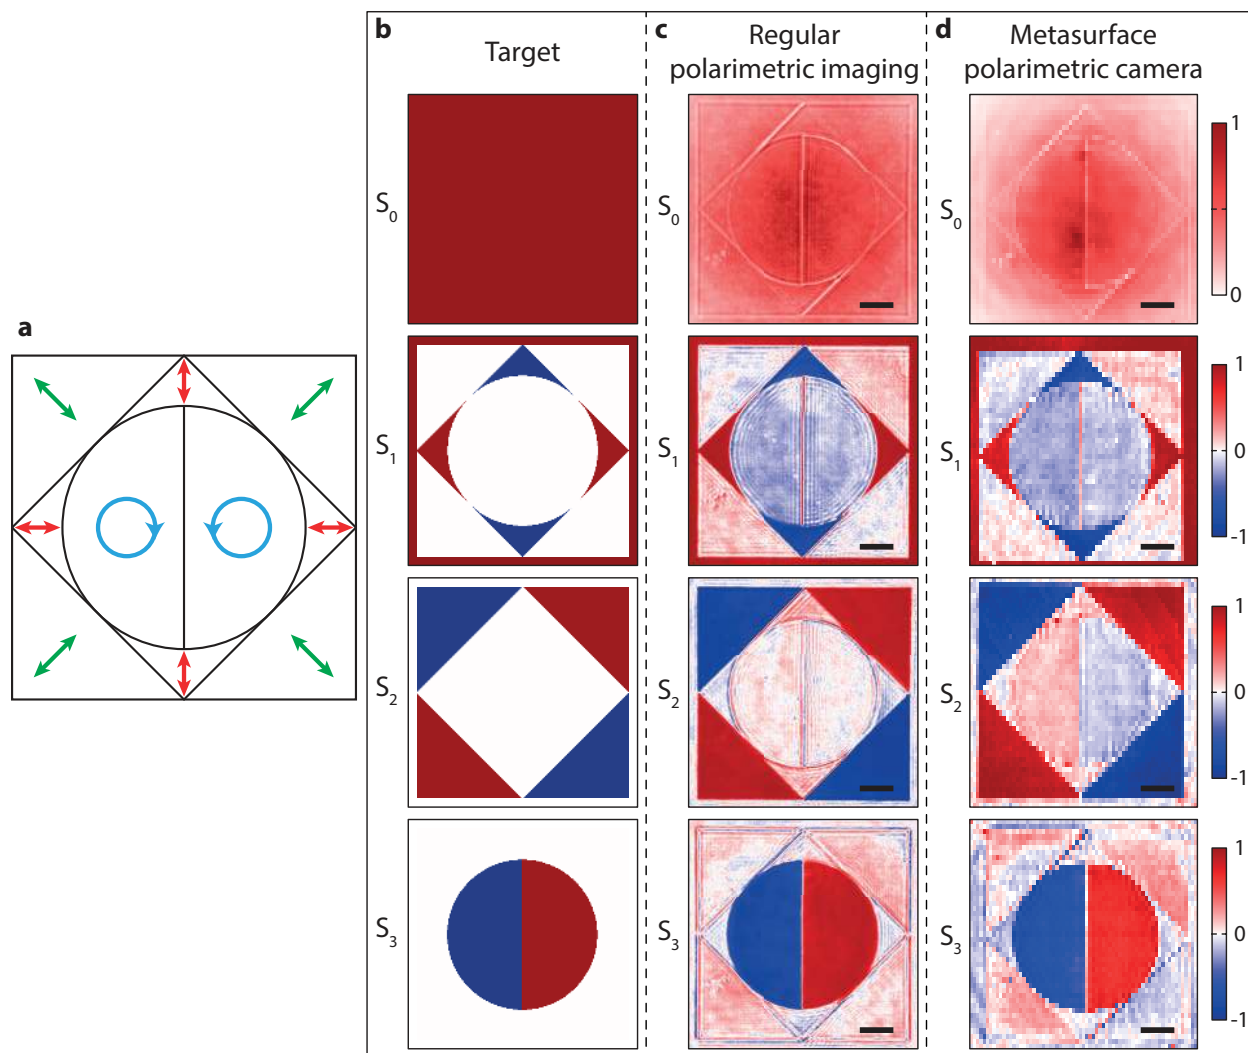 a
b
Target
c
Regular
polarimetric imaging
d
Metasurface
polarimetric camera
S0
S0
S0
1
0
S1
S1
S1
1
0
-1
S2
S2
S2
1
0
-1
S3
S3
S3
1
0
-1